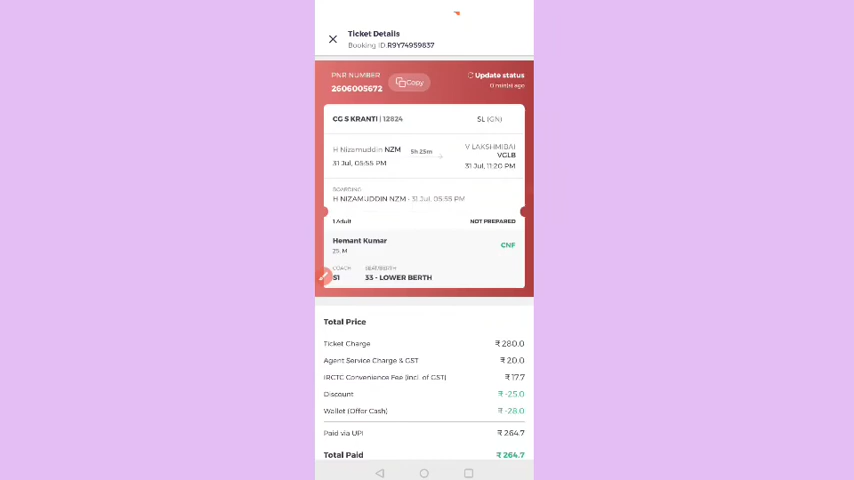 Ticket Details
Booking ID:R9Y74959837
PNR NUMBER
2606005672
Copy
Update status
0 min(s) ago
CG S KRANTI | 12824
SL (GN)
H Nizamuddin NZM
5h 25m
V LAKSHMIBAI
VGLB
31 Jul, 05:55 PM
31 Jul, 11:20 PM
BOARDING
H NIZAMUDDIN NZM - 31 Jul, 05:55 PM
1 Adult
NOT PREPARED
Hemant Kumar
CNF
25, M
COACH
SEAT/BERTH
S1
33 - LOWER BERTH
Total Price
Ticket Charge
₹ 280.0
Agent Service Charge & GST
₹ 20.0
IRCTC Convenience Fee (Incl. of GST)
₹ 17.7
Discount
₹ -25.0
Wallet (Offer Cash)
₹ -28.0
Paid via UPI
₹ 264.7
Total Paid
₹ 264.7